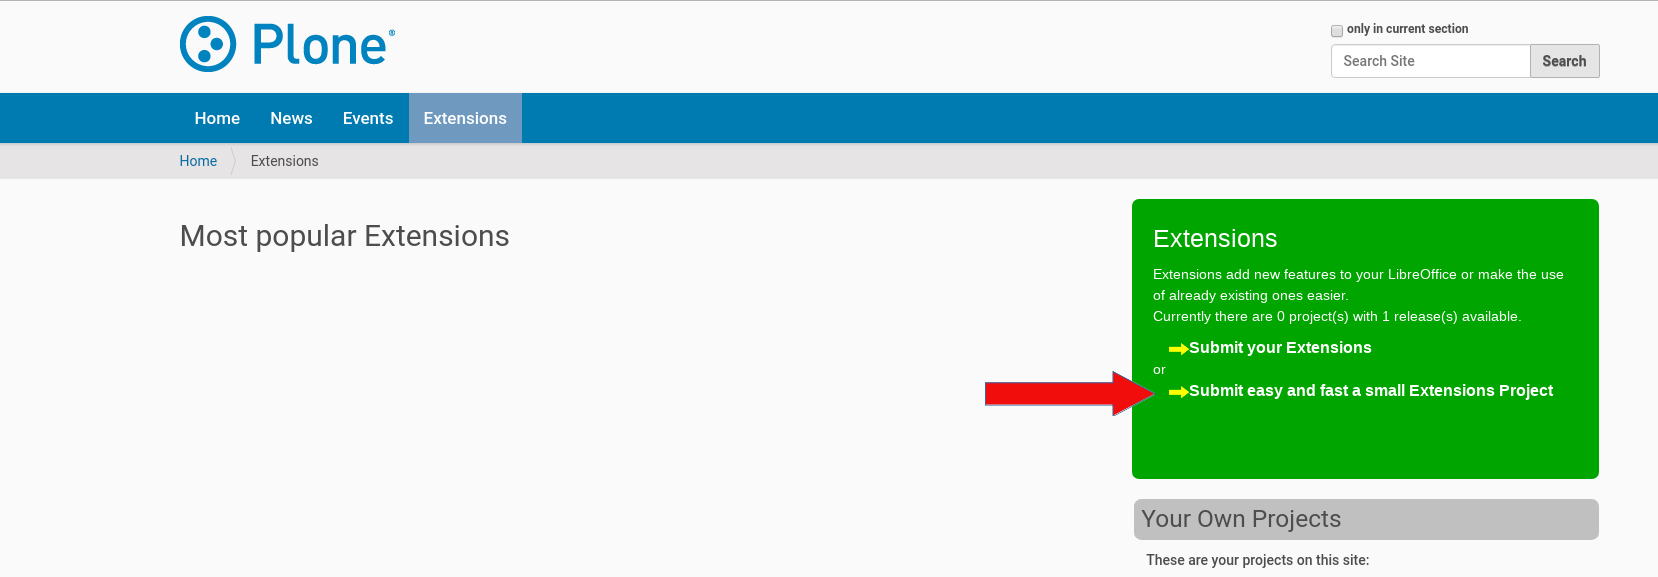 Plone®
only in current section
Search Site
Search
Home
News
Events
Extensions
Home
Extensions
Most popular Extensions
Extensions
Extensions add new features to your LibreOffice or make the use
of already existing ones easier.
Currently there are 0 project(s) with 1 release(s) available.
Submit your Extensions
or
Submit easy and fast a small Extensions Project
Your Own Projects
These are your projects on this site: